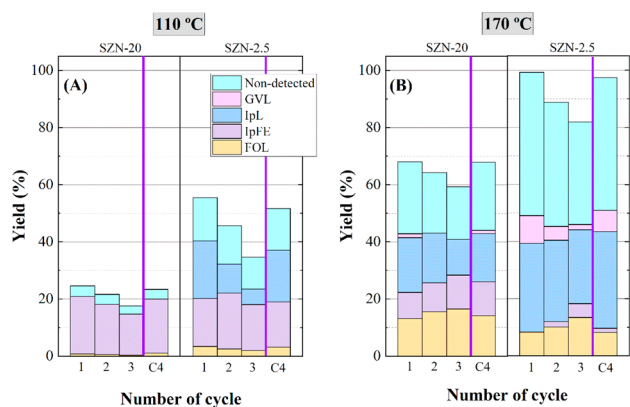 110 ºC
170 ºC
SZN-20
SZN-2.5
SZN-20
SZN-2.5
(A)
(B)
Non-detected
GVL
IpL
IpFE
FOL
Yield (%)
100
80
60
40
20
0
Yield (%)
100
80
60
40
20
0
1 2 3 C4 1 2 3 C4
1 2 3 C4 1 2 3 C4
Number of cycle
Number of cycle